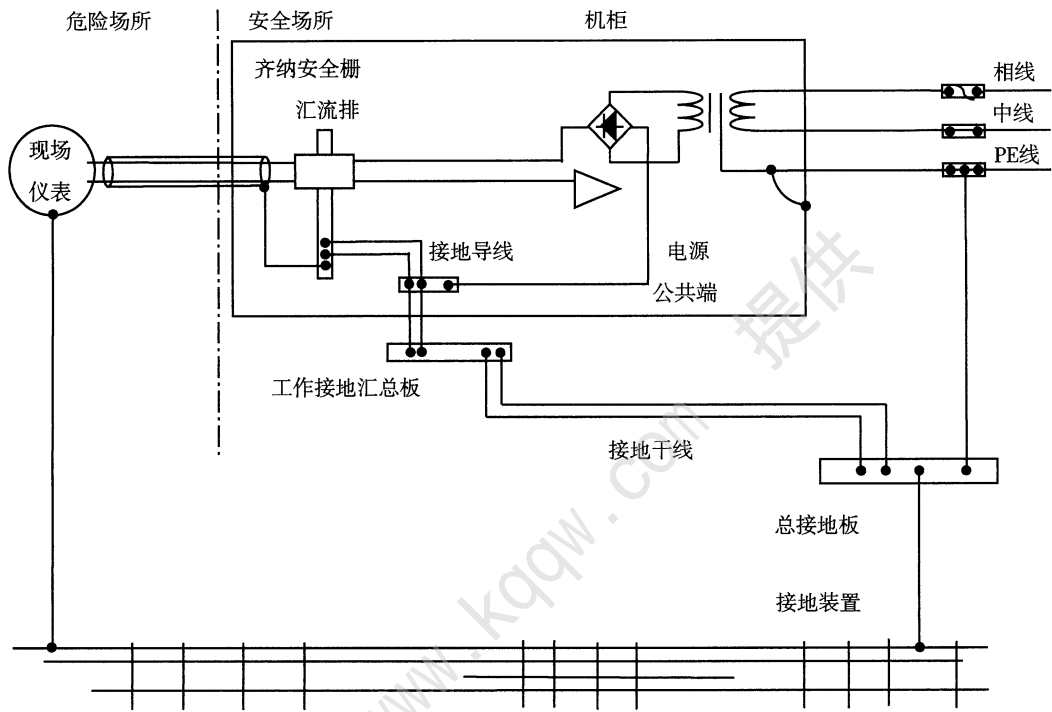 危险场所
安全场所
机柜
齐纳安全栅
汇流排
相线
中线
PE线
现场
仪表
接地导线
电源
公共端
工作接地汇总板
接地干线
总接地板
接地装置
www.kqqw.com 提供